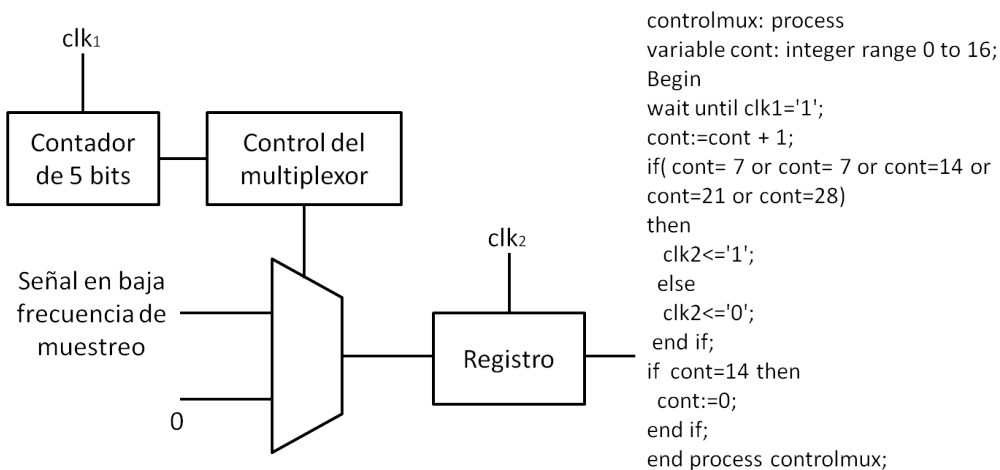 clk₁
Contador
de 5 bits
Control del
multiplexor
Señal en baja
frecuencia de
muestreo
0
clk₂
Registro
controlmux: process
variable cont: integer range 0 to 16;
Begin
wait until clk1='1';
cont:=cont + 1;
if( cont= 7 or cont= 7 or cont=14 or
cont=21 or cont=28)
then
clk2<='1';
else
clk2<='0';
end if;
if cont=14 then
cont:=0;
end if;
end process controlmux;